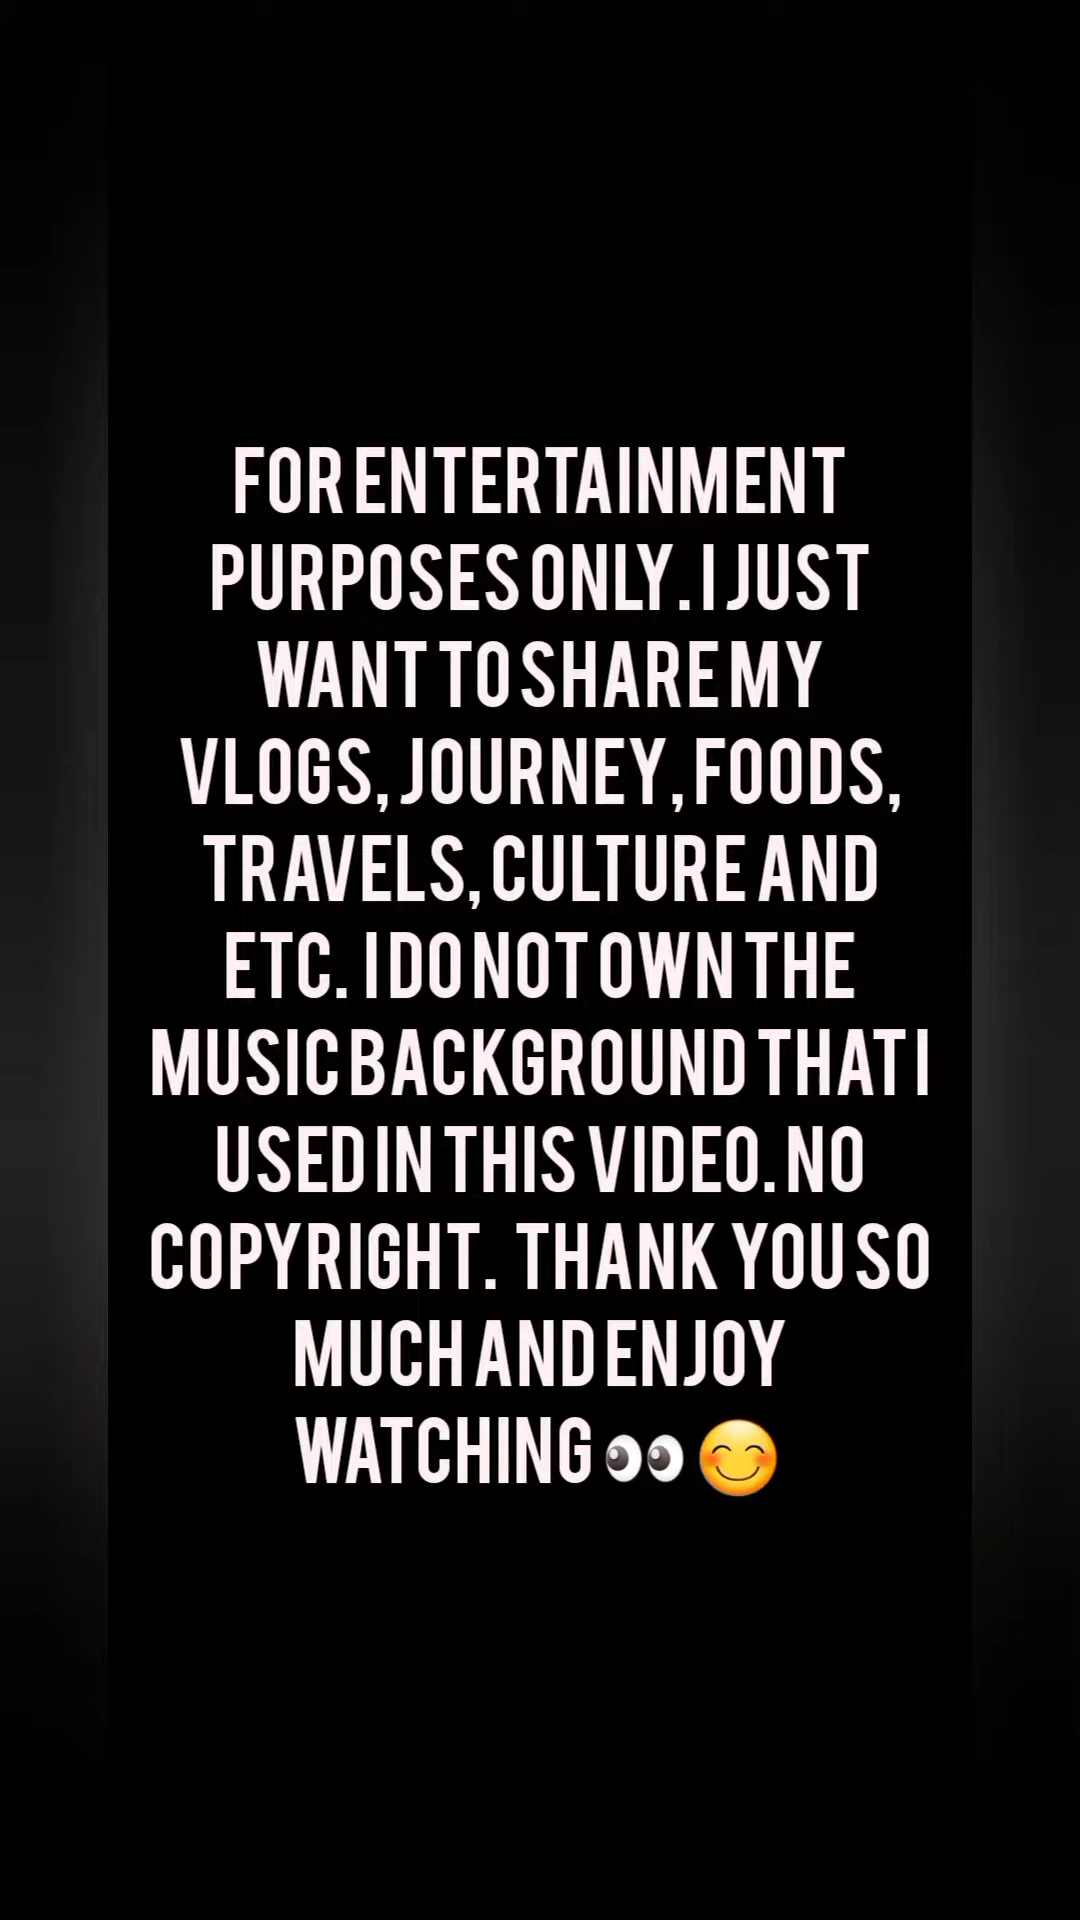 FOR ENTERTAINMENT
PURPOSES ONLY. I JUST
WANT TO SHARE MY
VLOGS, JOURNEY, FOODS,
TRAVELS, CULTURE AND
ETC. I DO NOT OWN THE
MUSIC BACKGROUND THAT I
USED IN THIS VIDEO. NO
COPYRIGHT. THANK YOU SO
MUCH AND ENJOY
WATCHING 👀 😊